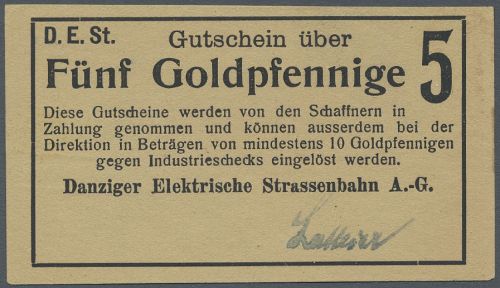 D. E. St.
Gutschein über
Fünf Goldpfennige 5
Diese Gutscheine werden von den Schaffnern in
Zahlung genommen und können ausserdem bei der
Direktion in Beträgen von mindestens 10 Goldpfennigen
gegen Industrieschecks eingelöst werden.
Danziger Elektrische Strassenbahn A.-G.